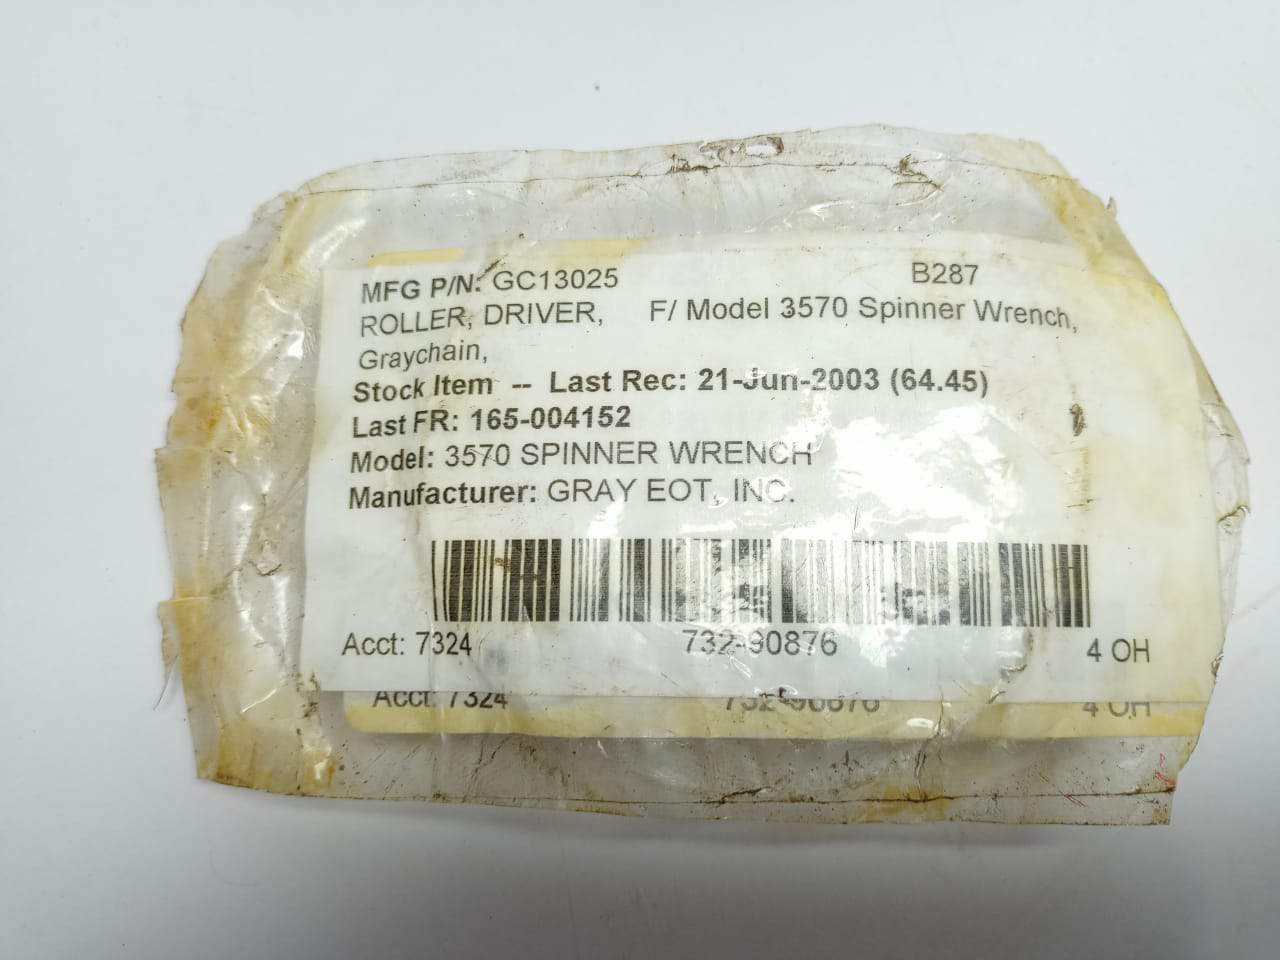 MFG P/N: GC13025 B287
ROLLER, DRIVER, F/ Model 3570 Spinner Wrench,
Graychain,
Stock Item -- Last Rec: 21-Jun-2003 (64.45)
Last FR: 165-004152
Model: 3570 SPINNER WRENCH
Manufacturer: GRAY EOT, INC.
Acct: 7324 732-90876 4 OH
Acct: 7324 732-90876 4 OH